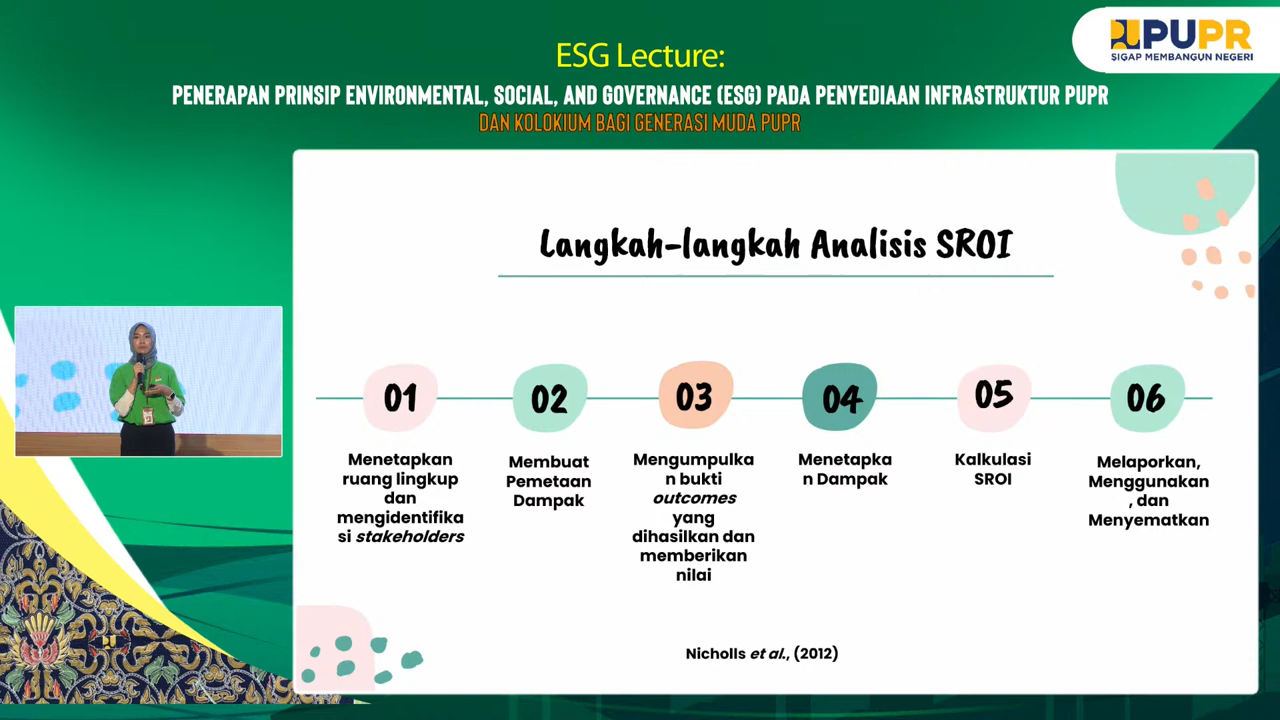 ESG Lecture:
PENERAPAN PRINSIP ENVIRONMENTAL, SOCIAL, AND GOVERNANCE (ESG) PADA PENYEDIAAN INFRASTRUKTUR PUPR
DAN KOLOKIUM BAGI GENERASI MUDA PUPR
PUPR
SIGAP MEMBANGUN NEGERI
Langkah-langkah Analisis SROI
01
Menetapkan
ruang lingkup
dan
mengidentifika
si stakeholders
02
Membuat
Pemetaan
Dampak
03
Mengumpulka
n bukti
outcomes
yang
dihasilkan dan
memberikan
nilai
04
Menetapka
n Dampak
05
Kalkulasi
SROI
06
Melaporkan,
Menggunakan
, dan
Menyematkan
Nicholls et al., (2012)